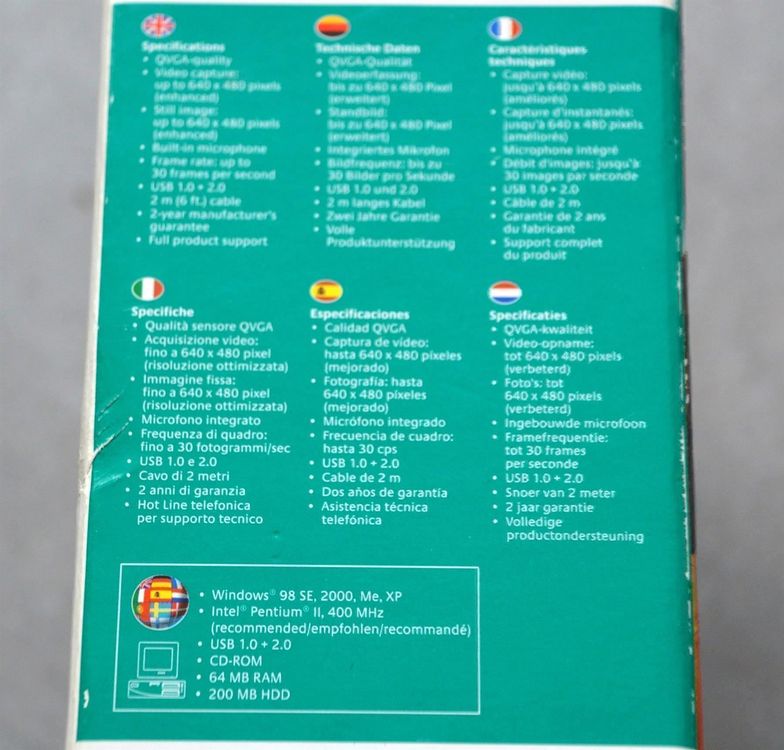 Specifications
• QVGA-quality
• Video capture:
up to 640 x 480 pixels
(enhanced)
• Still image:
up to 640 x 480 pixels
(enhanced)
• Built-in microphone
• Frame rate: up to
30 frames per second
• USB 1.0 + 2.0
2 m (6 ft.) cable
• 2-year manufacturer's
guarantee
• Full product support
Technische Daten
• QVGA-Qualität
• Videoerfassung:
bis zu 640 x 480 Pixel
(erweitert)
• Standbild:
bis zu 640 x 480 Pixel
(erweitert)
• Integriertes Mikrofon
• Bildfrequenz: bis zu
30 Bilder pro Sekunde
• USB 1.0 und 2.0
• 2 m langes Kabel
• Zwei Jahre Garantie
• Volle
Produktunterstützung
Caractéristiques
techniques
• Capture vidéo:
jusqu'à 640 x 480 pixels
(améliorés)
• Capture d'instantanés:
jusqu'à 640 x 480 pixels
(améliorés)
• Microphone intégré
• Débit d'images: jusqu'à
30 images par seconde
• USB 1.0 + 2.0
• Câble de 2 m
• Garantie de 2 ans
du fabricant
• Support complet
du produit
Specifiche
• Qualità sensore QVGA
• Acquisizione video:
fino a 640 x 480 pixel
(risoluzione ottimizzata)
• Immagine fissa:
fino a 640 x 480 pixel
(risoluzione ottimizzata)
• Microfono integrato
• Frequenza di quadro:
fino a 30 fotogrammi/sec
• USB 1.0 e 2.0
• Cavo di 2 metri
• 2 anni di garanzia
• Hot Line telefonica
per supporto tecnico
Especificaciones
• Calidad QVGA
• Captura de vídeo:
hasta 640 x 480 píxeles
(mejorado)
• Fotografía: hasta
640 x 480 píxeles
(mejorado)
• Micrófono integrado
• Frecuencia de cuadro:
hasta 30 cps
• USB 1.0 + 2.0
• Cable de 2 m
• Dos años de garantía
• Asistencia técnica
telefónica
Specificaties
• QVGA-kwaliteit
• Video-opname:
tot 640 x 480 pixels
(verbeterd)
• Foto's: tot
640 x 480 pixels
(verbeterd)
• Ingebouwde microfoon
• Framefrequentie:
tot 30 frames
per seconde
• USB 1.0 + 2.0
• Snoer van 2 meter
• 2 jaar garantie
• Volledige
productondersteuning
• Windows® 98 SE, 2000, Me, XP
• Intel® Pentium® II, 400 MHz
(recommended/empfohlen/recommandé)
• USB 1.0 + 2.0
• CD-ROM
• 64 MB RAM
• 200 MB HDD